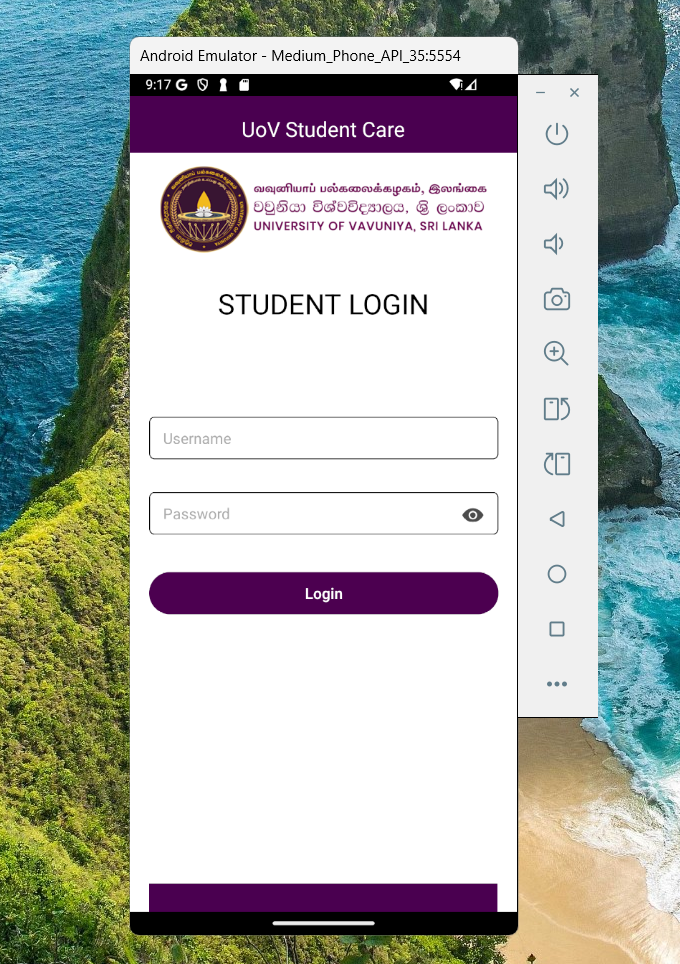 Android Emulator - Medium_Phone_API_35:5554
9:17
UoV Student Care
வவுனியாப் பல்கலைக்கழகம், இலங்கை
වවුනියා විශ්වවිද්‍යාලය, ශ්‍රී ලංකාව
UNIVERSITY OF VAVUNIYA, SRI LANKA
STUDENT LOGIN
Username
Password
Login